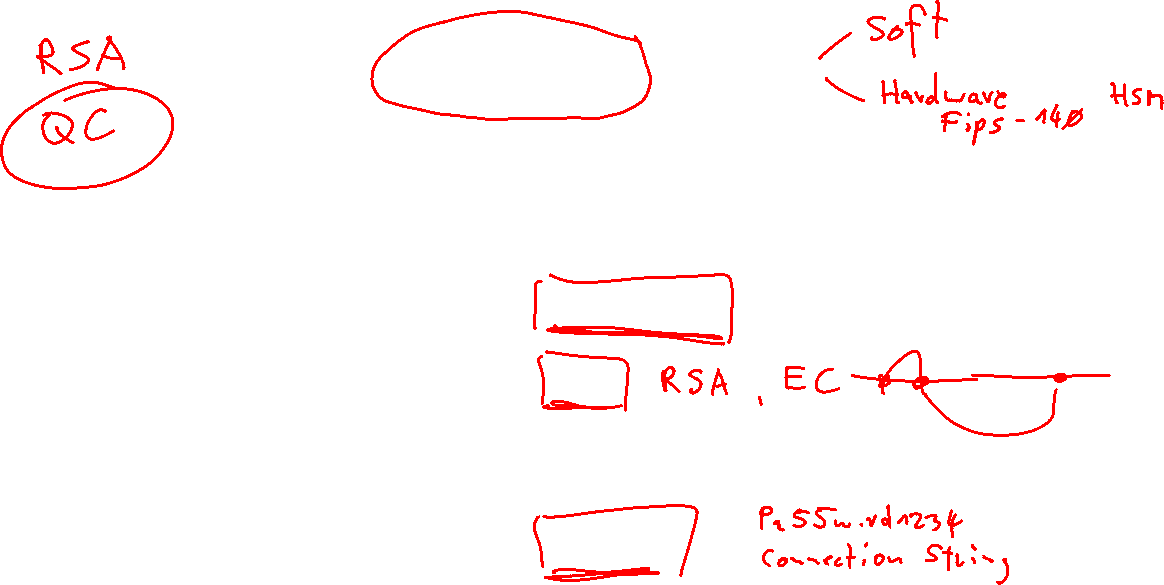 RSA
QC
Soft
Hardware HSM
Fips-140
RSA, EC
Pa55w.rd1234
Connection String